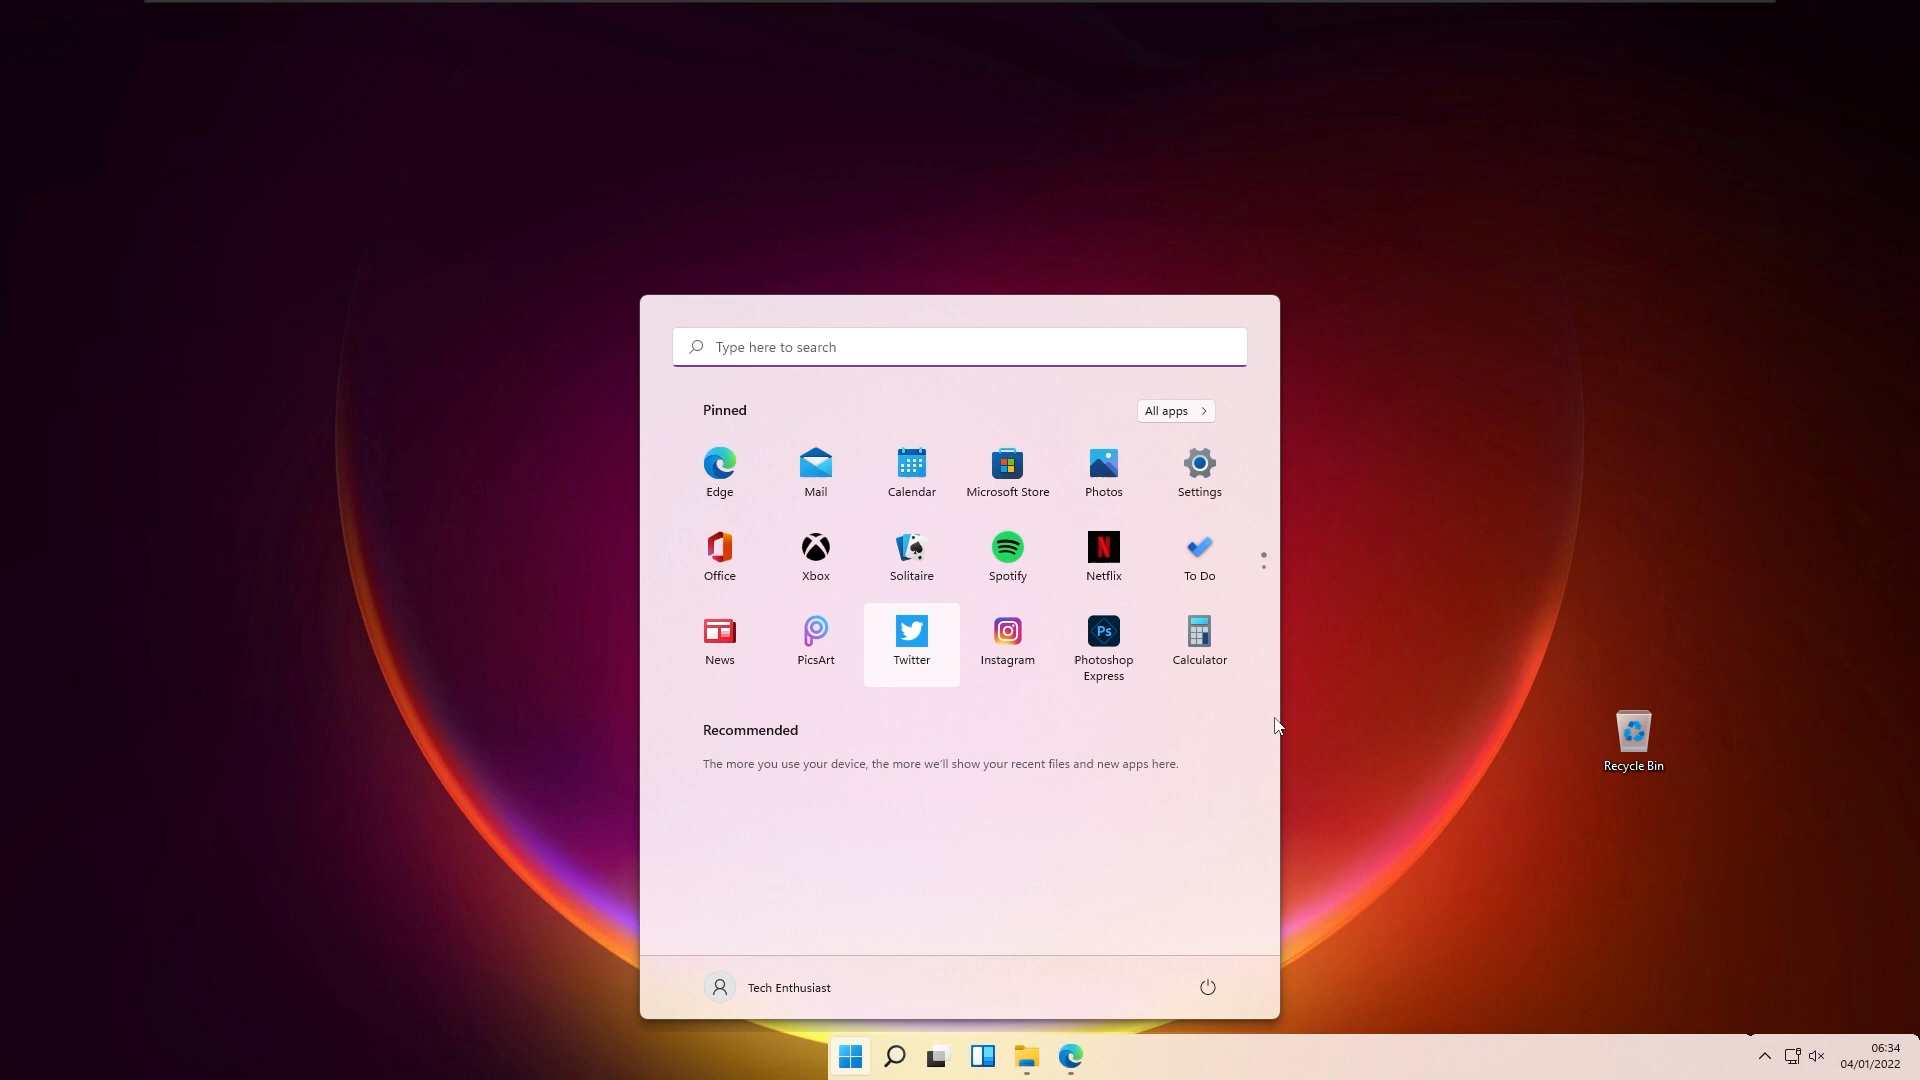 Type here to search
Pinned
All apps
Edge
Mail
Calendar
Microsoft Store
Photos
Settings
Office
Xbox
Solitaire
Spotify
Netflix
To Do
News
PicsArt
Twitter
Instagram
Ps
Photoshop
Express
Calculator
Recommended
The more you use your device, the more we'll show your recent files and new apps here.
Recycle Bin
Tech Enthusiast
06:34
04/01/2022